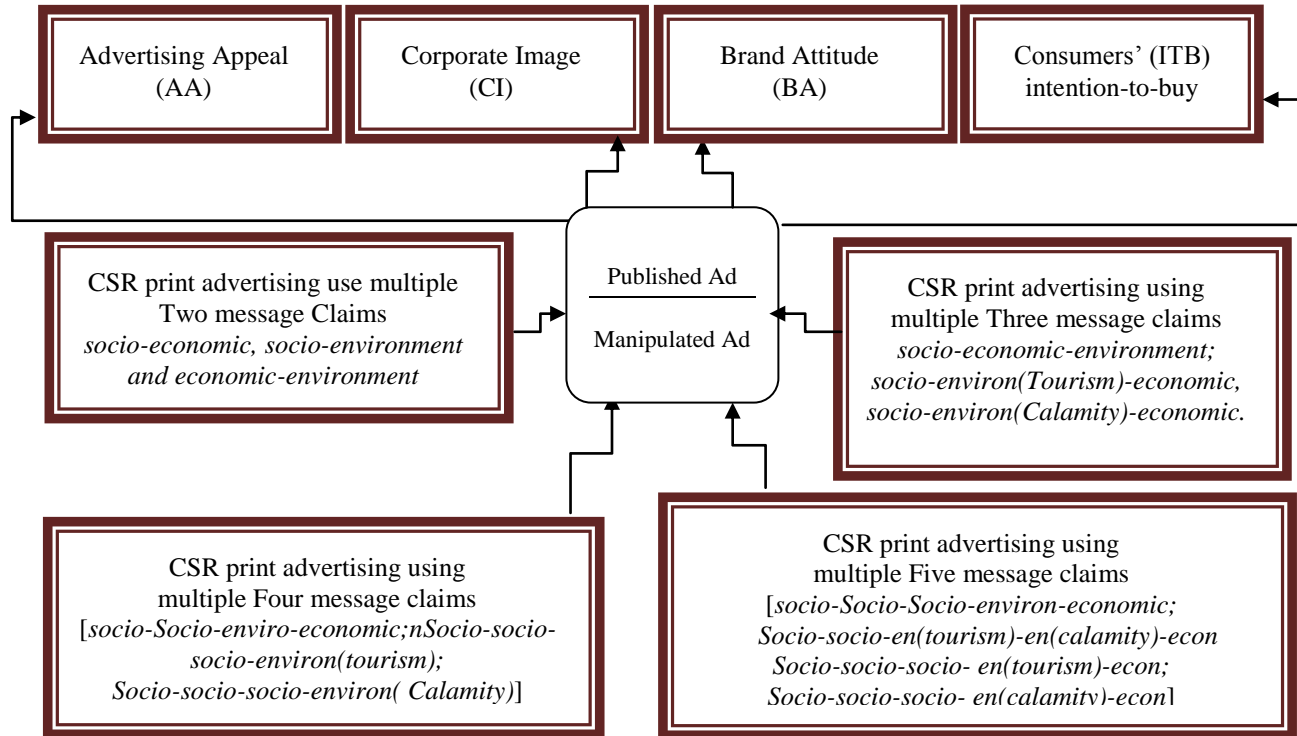 Advertising Appeal
(AA)
Corporate Image
(CI)
Brand Attitude
(BA)
Consumers’ (ITB)
intention-to-buy
Published Ad
Manipulated Ad
CSR print advertising use multiple
Two message Claims
socio-economic, socio-environment
and economic-environment
CSR print advertising using
multiple Three message claims
socio-economic-environment;
socio-environ(Tourism)-economic,
socio-environ(Calamity)-economic.
CSR print advertising using
multiple Four message claims
[socio-Socio-enviro-economic;nSocio-socio-
socio-environ(tourism);
Socio-socio-socio-environ( Calamity)]
CSR print advertising using
multiple Five message claims
[socio-Socio-Socio-environ-economic;
Socio-socio-en(tourism)-en(calamity)-econ
Socio-socio-socio- en(tourism)-econ;
Socio-socio-socio- en(calamity)-econ]